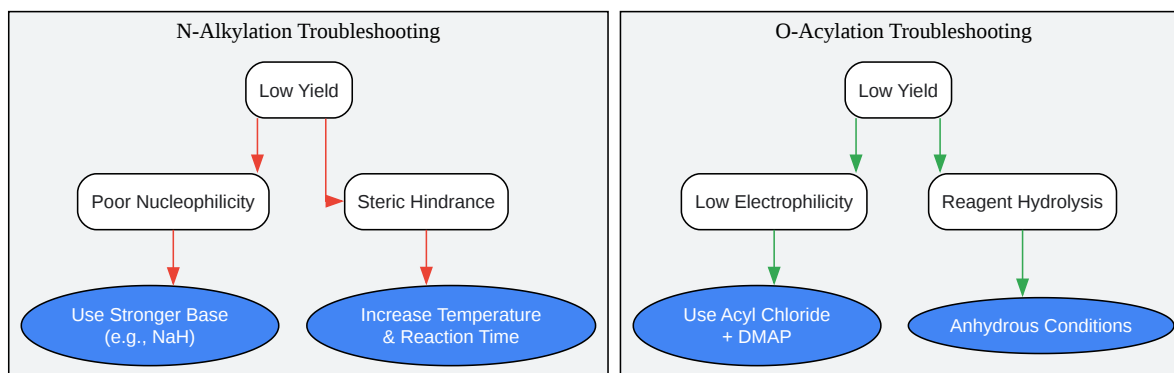 N-Alkylation Troubleshooting
Low Yield
Poor Nucleophilicity
Steric Hindrance
Use Stronger Base
(e.g., NaH)
Increase Temperature
& Reaction Time
O-Acylation Troubleshooting
Low Yield
Low Electrophilicity
Reagent Hydrolysis
Use Acyl Chloride
+ DMAP
Anhydrous Conditions